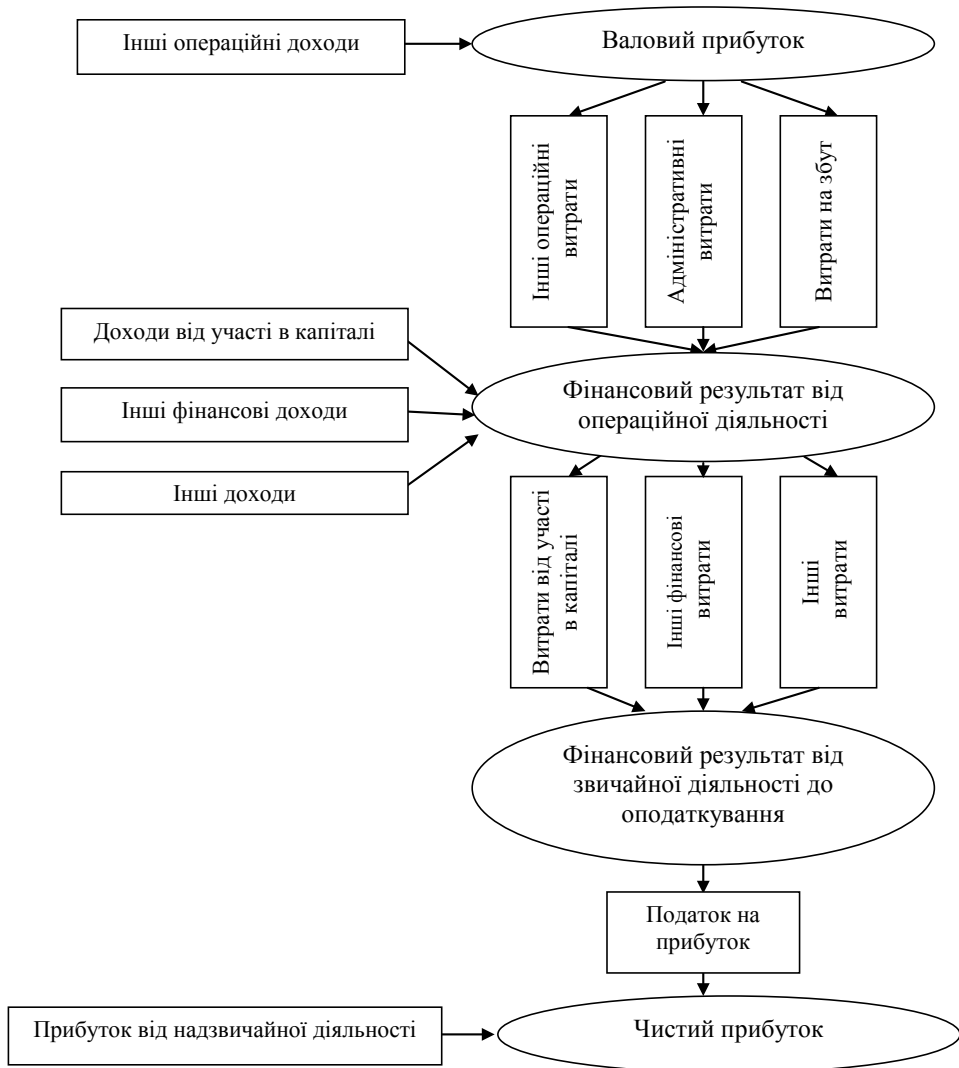 Інші операційні доходи
Валовий прибуток
Інші операційні
витрати
Адміністративні
витрати
Витрати на збут
Доходи від участі в капіталі
Інші фінансові доходи
Інші доходи
Фінансовий результат від
операційної діяльності
Витрати від участі
в капіталі
Інші фінансові
витрати
Інші
витрати
Фінансовий результат від
звичайної діяльності до
оподаткування
Податок на
прибуток
Прибуток від надзвичайної діяльності
Чистий прибуток